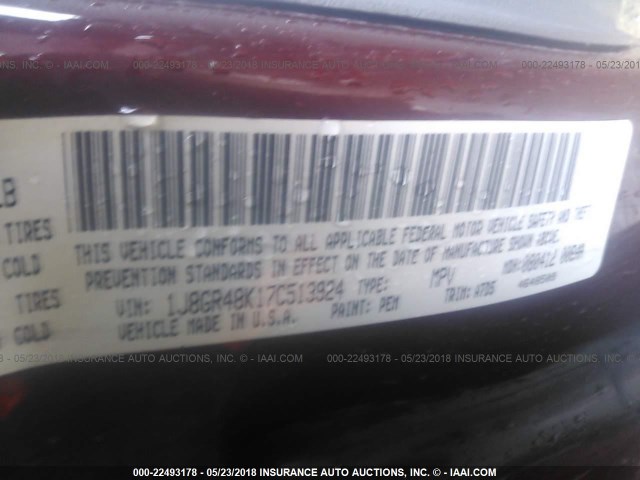 000-22493178 - 05/23/2018 INSURANCE AUTO AUCTIONS, INC. - © IAAI.COM
LB
TIRES
COLD
TIRES
COLD
THIS VEHICLE CONFORMS TO ALL APPLICABLE FEDERAL MOTOR VEHICLE SAFETY AND THEFT
PREVENTION STANDARDS IN EFFECT ON THE DATE OF MANUFACTURE SHOWN ABOVE.
VIN: 1J8GR48K17C513924 TYPE: MPV MDH:
VEHICLE MADE IN U.S.A. PAINT: PEM TRIM:
000-22493178 - 05/23/2018 INSURANCE AUTO AUCTIONS, INC. - © IAAI.COM
000-22493178 - 05/23/2018 INSURANCE AUTO AUCTIONS, INC. - © IAAI.COM